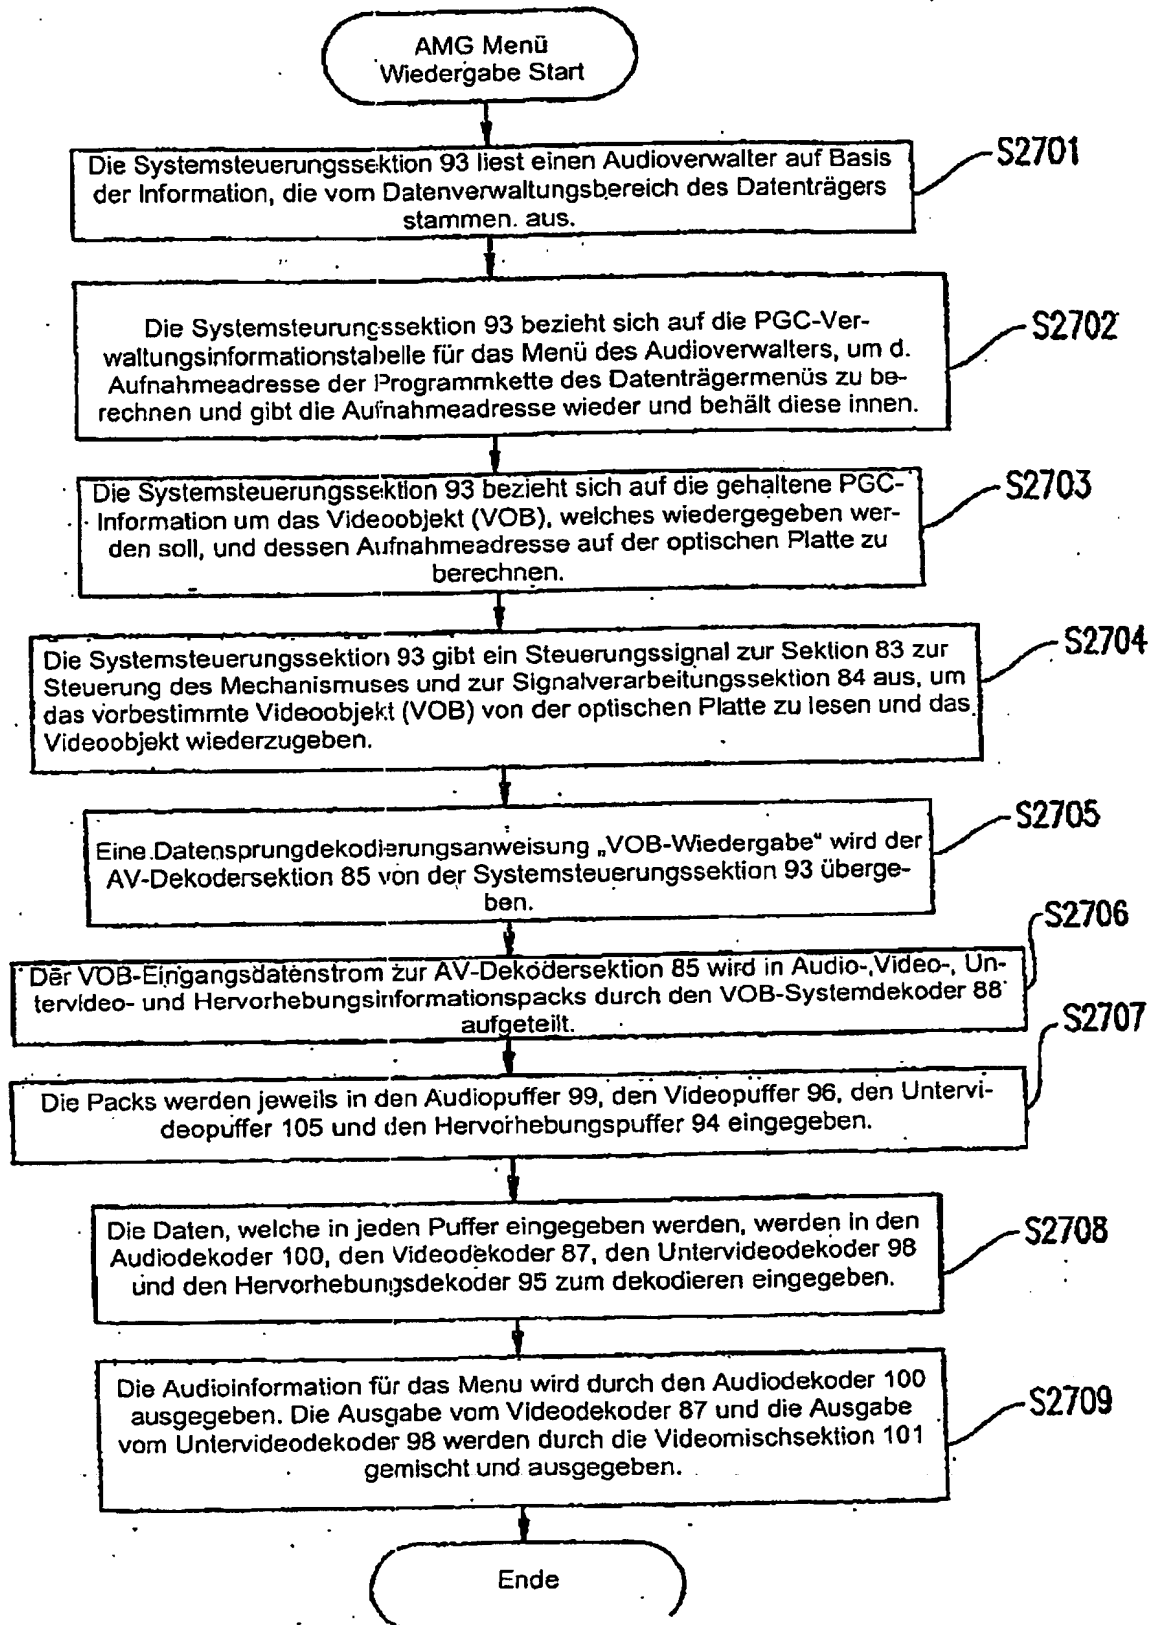 AMG Menü
Wiedergabe Start
Die Systemsteuerungssektion 93 liest einen Audioverwalter auf Basis
der Information, die vom Datenverwaltungsbereich des Datenträgers
stammen. aus.
S2701
Die Systemsteurungssektion 93 bezieht sich auf die PGC-Ver-
waltungsinformationstabelle für das Menü des Audioverwalters, um d.
Aufnahmeadresse der Programmkette des Datenträgermenüs zu be-
rechnen und gibt die Aufnahmeadresse wieder und behält diese innen.
S2702
Die Systemsteuerungssektion 93 bezieht sich auf die gehaltene PGC-
Information um das Videoobjekt (VOB), welches wiedergegeben wer-
den soll, und dessen Aufnahmeadresse auf der optischen Platte zu
berechnen.
S2703
Die Systemsteuerungssektion 93 gibt ein Steuerungssignal zur Sektion 83 zur
Steuerung des Mechanismuses und zur Signalverarbeitungssektion 84 aus, um
das vorbestimmte Videoobjekt (VOB) von der optischen Platte zu lesen und das
Videoobjekt wiederzugeben.
S2704
Eine Datensprungdekodierungsanweisung „VOB-Wiedergabe“ wird der
AV-Dekodersektion 85 von der Systemsteuerungssektion 93 überge-
ben.
S2705
Der VOB-Eingangsdatenstrom zur AV-Dekodersektion 85 wird in Audio-,Video-, Un-
tervideo- und Hervorhebungsinformationspacks durch den VOB-Systemdekoder 88
aufgeteilt.
S2706
Die Packs werden jeweils in den Audiopuffer 99, den Videopuffer 96, den Untervi-
deopuffer 105 und den Hervorhebungspuffer 94 eingegeben.
S2707
Die Daten, welche in jeden Puffer eingegeben werden, werden in den
Audiodekoder 100, den Videodekoder 87, den Untervideodekoder 98
und den Hervorhebungsdekoder 95 zum dekodieren eingegeben.
S2708
Die Audioinformation für das Menu wird durch den Audiodekoder 100
ausgegeben. Die Ausgabe vom Videodekoder 87 und die Ausgabe
vom Untervideodekoder 98 werden durch die Videomischsektion 101
gemischt und ausgegeben.
S2709
Ende